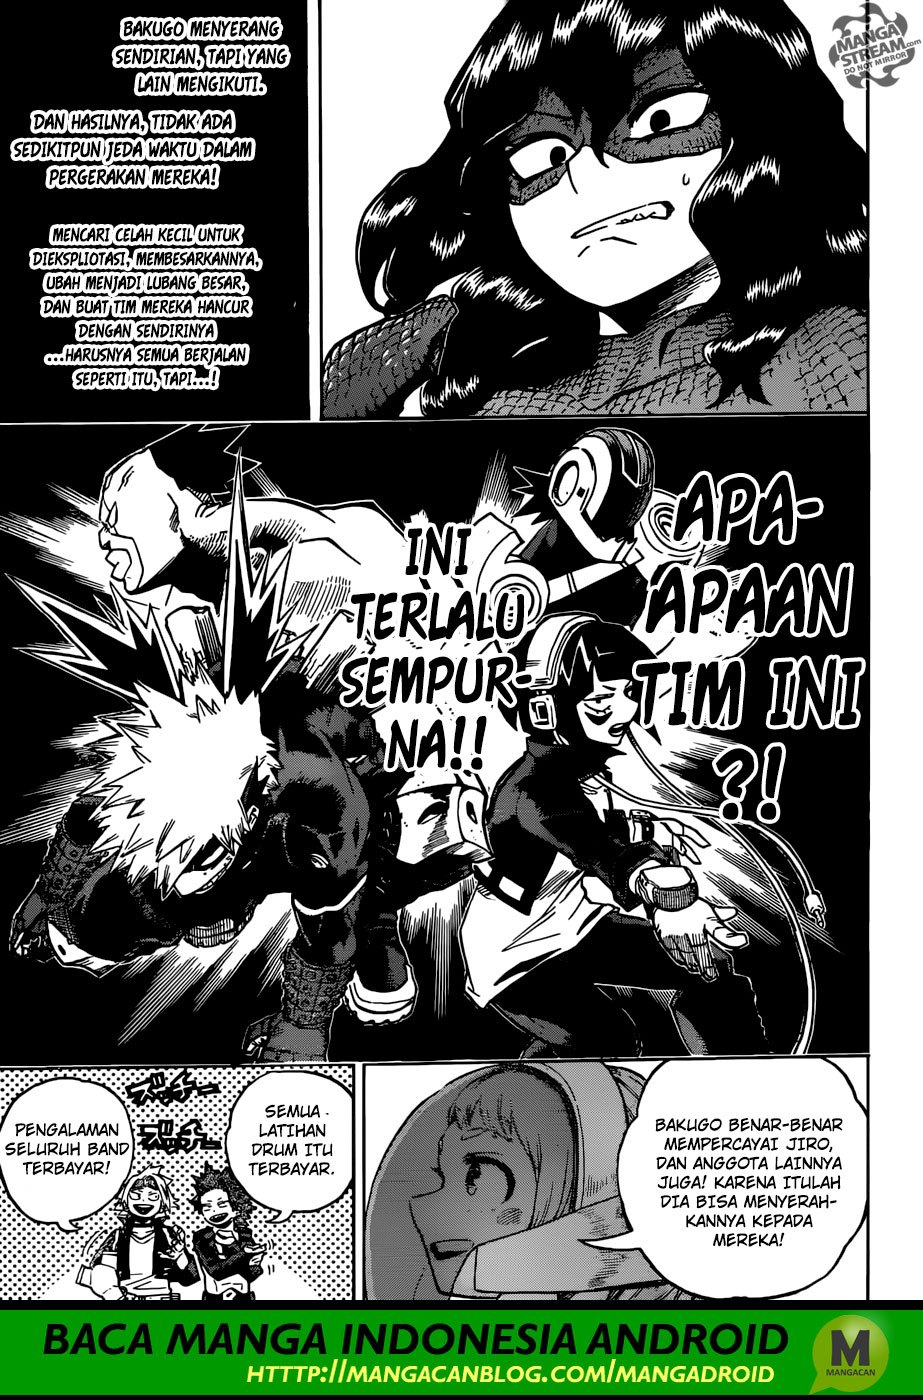 BAKUGO MENYERANG
SENDIRIAN, TAPI YANG
LAIN MENGIKUTI.
DAN HASILNYA, TIDAK ADA
SEDIKITPUN JEDA WAKTU DALAM
PERGERAKAN MEREKA!
MENCARI CELAH KECIL UNTUK
DIEKSPLIOTASI, MEMBESARKANNYA,
UBAH MENJADI LUBANG BESAR,
DAN BUAT TIM MEREKA HANCUR
DENGAN SENDIRINYA
...HARUSNYA SEMUA BERJALAN
SEPERTI ITU, TAPI...!
MANGA
STREAM.com
DO NOT MIRROR
APA-
APAAN
TIM INI
?!
INI
TERLALU
SEMPUR-
NA!!
BAKUGO BENAR-BENAR
MEMPERCAYAI JIRO,
DAN ANGGOTA LAINNYA
JUGA! KARENA ITULAH
DIA BISA MENYERAH-
KANNYA KEPADA
MEREKA!
SEMUA
LATIHAN
DRUM ITU
TERBAYAR.
PENGALAMAN
SELURUH BAND
TERBAYAR!
BACA MANGA INDONESIA ANDROID
HTTTP://MANGACANBLOG.COM/MANGADROID
M
MANGACAN